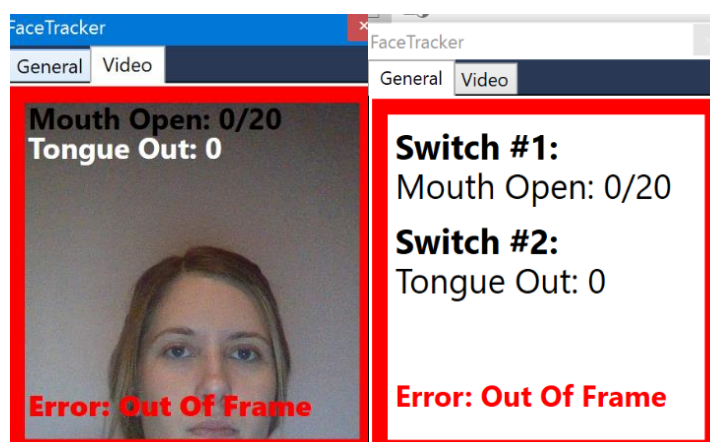 FaceTracker
General Video
Mouth Open: 0/20
Tongue Out: 0
Error: Out Of Frame
FaceTracker
General Video
Switch #1:
Mouth Open: 0/20
Switch #2:
Tongue Out: 0
Error: Out Of Frame